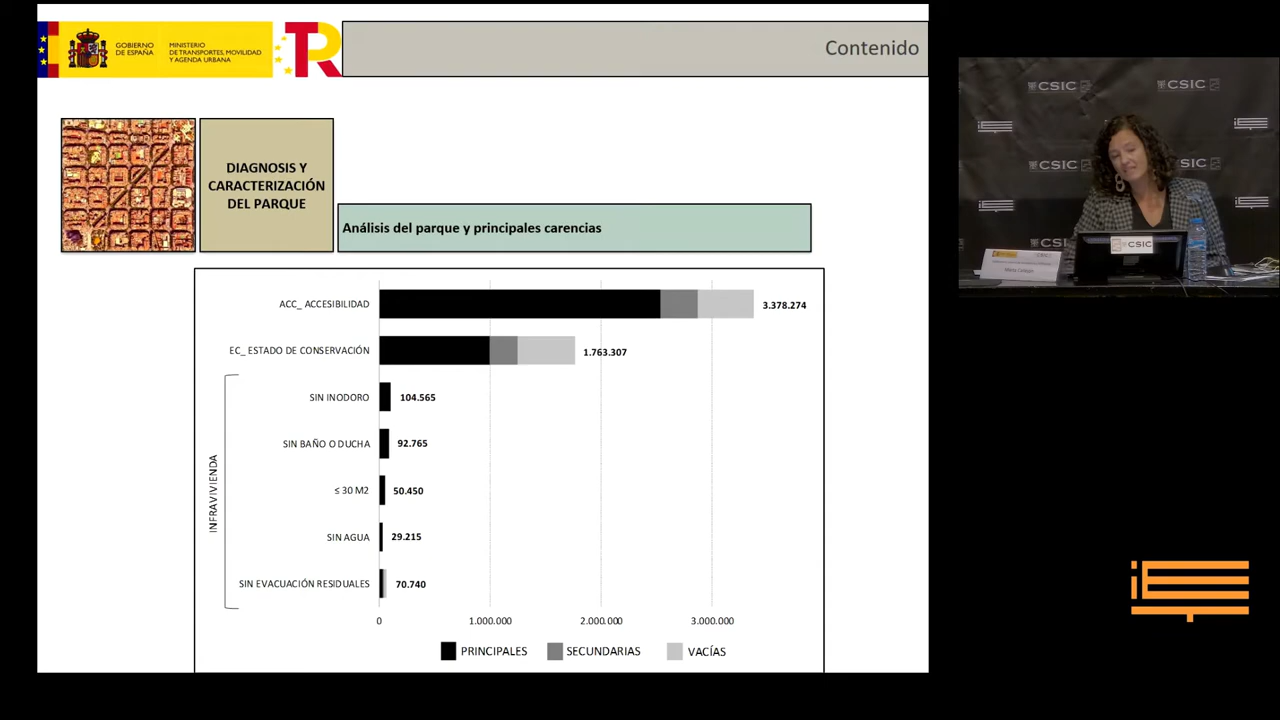 GOBIERNO
DE ESPAÑA
MINISTERIO
DE TRANSPORTES, MOVILIDAD
Y AGENDA URBANA
TR
Contenido
DIAGNOSIS Y
CARACTERIZACIÓN
DEL PARQUE
Análisis del parque y principales carencias
ACC_ ACCESIBILIDAD
3.378.274
EC_ ESTADO DE CONSERVACIÓN
1.763.307
INFRAVIVIENDA
SIN INODORO
104.565
SIN BAÑO O DUCHA
92.765
≤ 30 M2
50.450
SIN AGUA
29.215
SIN EVACUACIÓN RESIDUALES
70.740
0
1.000.000
2.000.000
3.000.000
PRINCIPALES
SECUNDARIAS
VACÍAS
CSIC
CSIC
CSIC
CSIC
CSIC
CSIC